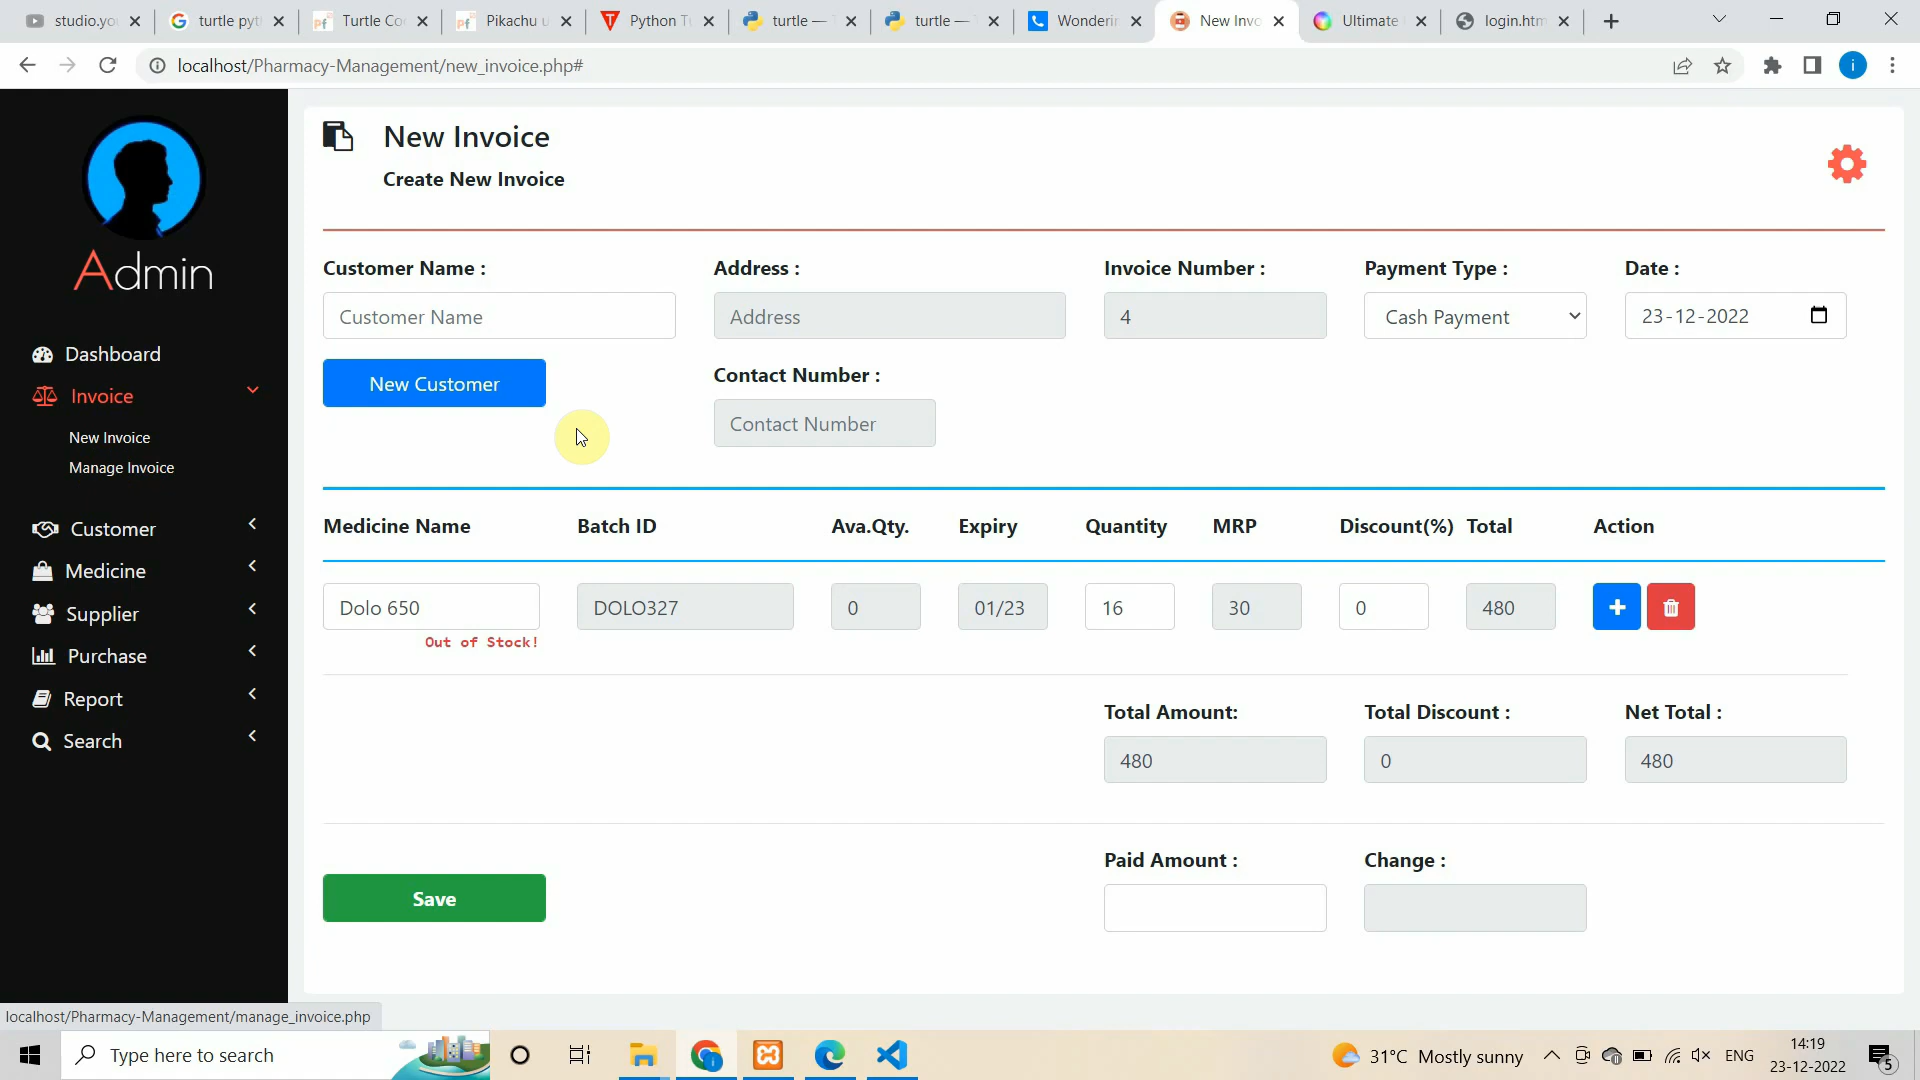 studio.yo
turtle pyt
Turtle Co
Pikachu u
Python Tu
turtle —
turtle —
Wonderin
New Invo
Ultimate
login.htm
localhost/Pharmacy-Management/new_invoice.php#
i
Admin
Dashboard
Invoice
New Invoice
Manage Invoice
Customer
Medicine
Supplier
Purchase
Report
Search
New Invoice
Create New Invoice
Customer Name : Address : Invoice Number : Payment Type : Date :
Customer Name Address 4 Cash Payment 23-12-2022
New Customer Contact Number :
Contact Number
Medicine Name Batch ID Ava.Qty. Expiry Quantity MRP Discount(%) Total Action
Dolo 650 DOLO327 0 01/23 16 30 0 480
Out of Stock!
Total Amount: Total Discount : Net Total :
480 0 480
Paid Amount : Change :
Save
localhost/Pharmacy-Management/manage_invoice.php
Type here to search
31°C Mostly sunny
ENG
14:19
23-12-2022
5